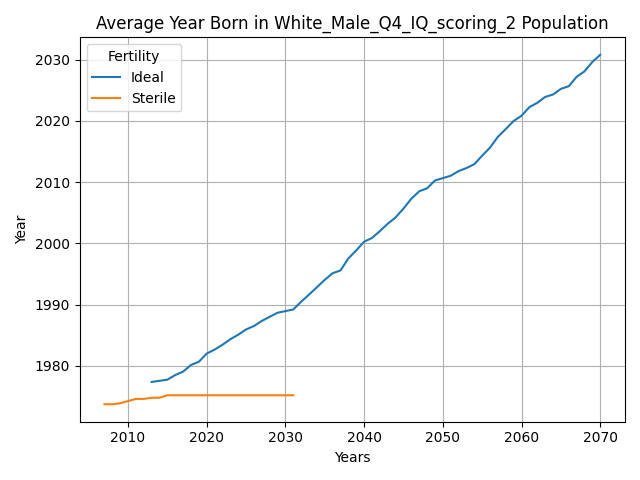 Average Year Born in White_Male_Q4_IQ_scoring_2 Population
Fertility
Ideal
Sterile
2030
2020
2010
2000
1990
1980
Year
2010 2020 2030 2040 2050 2060 2070
Years